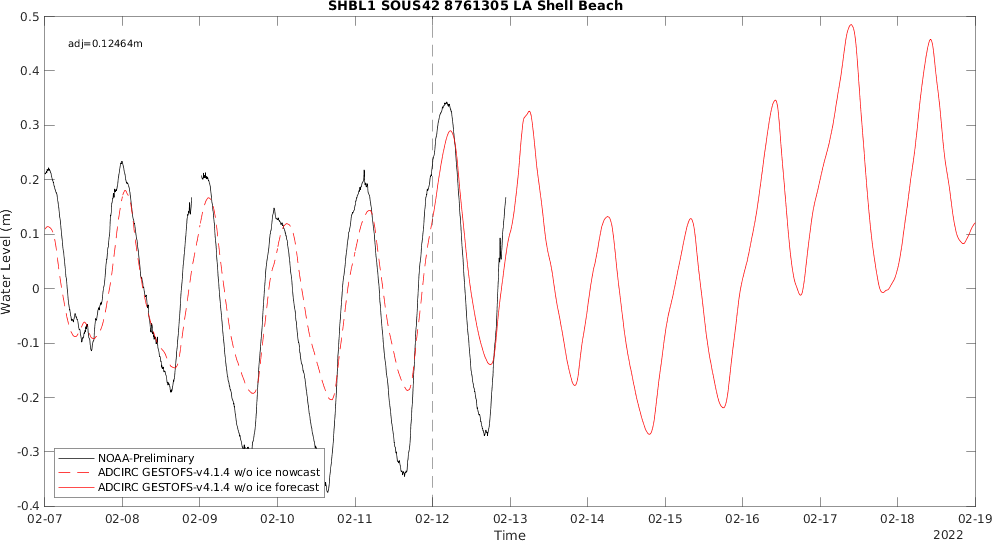 SHBL1 SOUS42 8761305 LA Shell Beach
adj=0.12464m
0.5
0.4
0.3
0.2
0.1
0
-0.1
-0.2
-0.3
-0.4
Water Level (m)
NOAA-Preliminary
ADCIRC GESTOFS-v4.1.4 w/o ice nowcast
ADCIRC GESTOFS-v4.1.4 w/o ice forecast
02-07 02-08 02-09 02-10 02-11 02-12 02-13 02-14 02-15 02-16 02-17 02-18 02-19
Time
2022